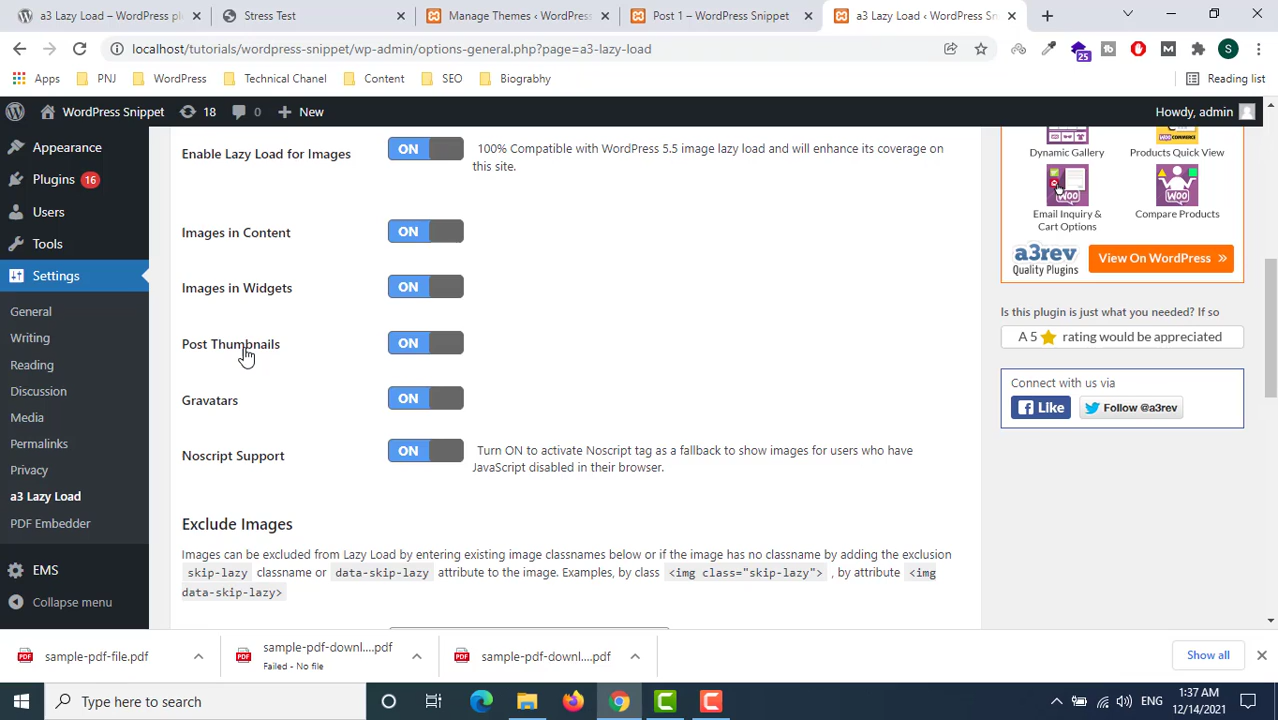 a3 Lazy Load – WordPress pl
Stress Test
Manage Themes ‹ WordPress
Post 1 – WordPress Snippet
a3 Lazy Load ‹ WordPress Sn
localhost/tutorials/wordpress-snippet/wp-admin/options-general.php?page=a3-lazy-load
25
S
Apps
PNJ
WordPress
Technical Chanel
Content
SEO
Biograbhy
Reading list
WordPress Snippet
18
0
New
Howdy, admin
Appearance
Plugins 16
Users
Tools
Settings
General
Writing
Reading
Discussion
Media
Permalinks
Privacy
a3 Lazy Load
PDF Embedder
EMS
Collapse menu
Enable Lazy Load for Images
ON
100% Compatible with WordPress 5.5 image lazy load and will enhance its coverage on
this site.
Images in Content
ON
Images in Widgets
ON
Post Thumbnails
ON
Gravatars
ON
Noscript Support
ON
Turn ON to activate Noscript tag as a fallback to show images for users who have
JavaScript disabled in their browser.
Exclude Images
Images can be excluded from Lazy Load by entering existing image classnames below or if the image has no classname by adding the exclusion
skip-lazy classname or data-skip-lazy attribute to the image. Examples, by class <img class="skip-lazy"> , by attribute <img
data-skip-lazy>
WOO
COMMERCE
Dynamic Gallery
Products Quick View
WOO
WOO
Email Inquiry &
Cart Options
Compare Products
a3rev
Quality Plugins
View On WordPress »
Is this plugin is just what you needed? If so
A 5 rating would be appreciated
Connect with us via
Like
Follow @a3rev
sample-pdf-file.pdf
sample-pdf-downl....pdf
Failed - No file
sample-pdf-downl....pdf
Show all
Type here to search
ENG
1:37 AM
12/14/2021